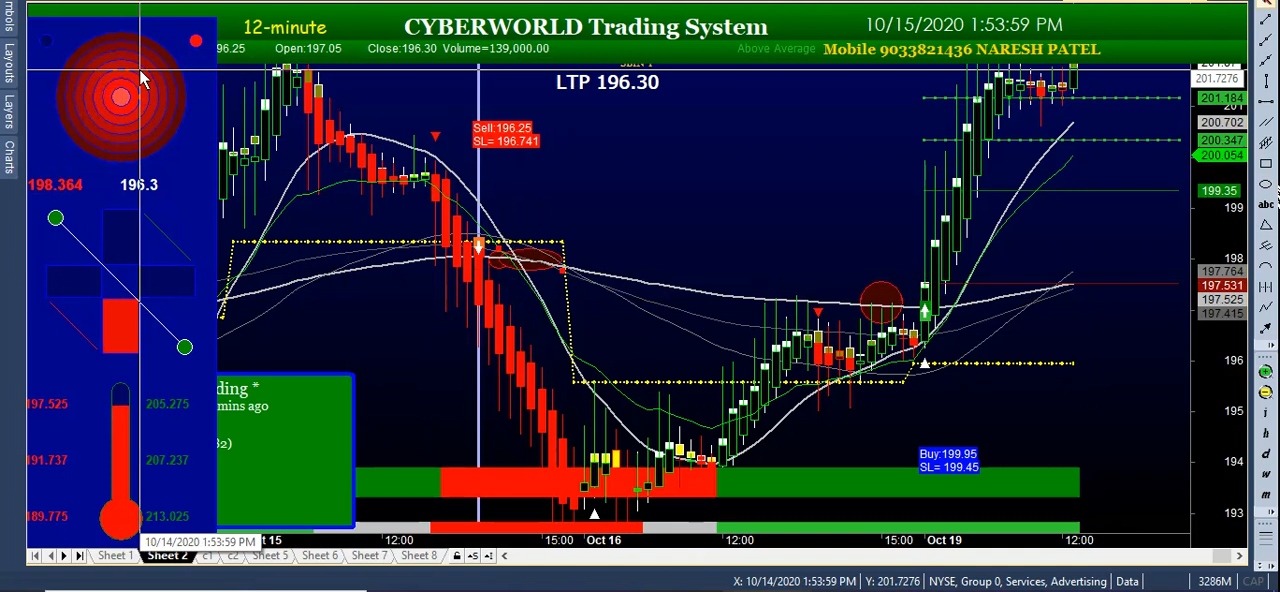 12-minute
CYBERWORLD Trading System
10/15/2020 1:53:59 PM
96.25 Open:197.05 Close:196.30 Volume=139,000.00
Above Average
Mobile 9033821436 NARESH PATEL
LTP 196.30
Layouts
Layers
Charts
Sell:196.25
SL= 196.741
198.364
196.3
201.7276
201.184
201
200.702
200.347
200.054
199.35
199
198
197.764
197.531
197.525
197.415
196
195
194
193
ding *
mins ago
197.525
205.275
191.737
207.237
189.775
213.025
Buy:199.95
SL= 199.45
10/14/2020 1:53:59 PM
15
12:00
15:00
Oct 16
12:00
15:00
Oct 19
12:00
Sheet 1
Sheet 2
c1
c2
Sheet 5
Sheet 6
Sheet 7
Sheet 8
abc
i
h
d
w
m
X: 10/14/2020 1:53:59 PM
Y: 201.7276
NYSE, Group 0, Services, Advertising
Data
3286M
CAP